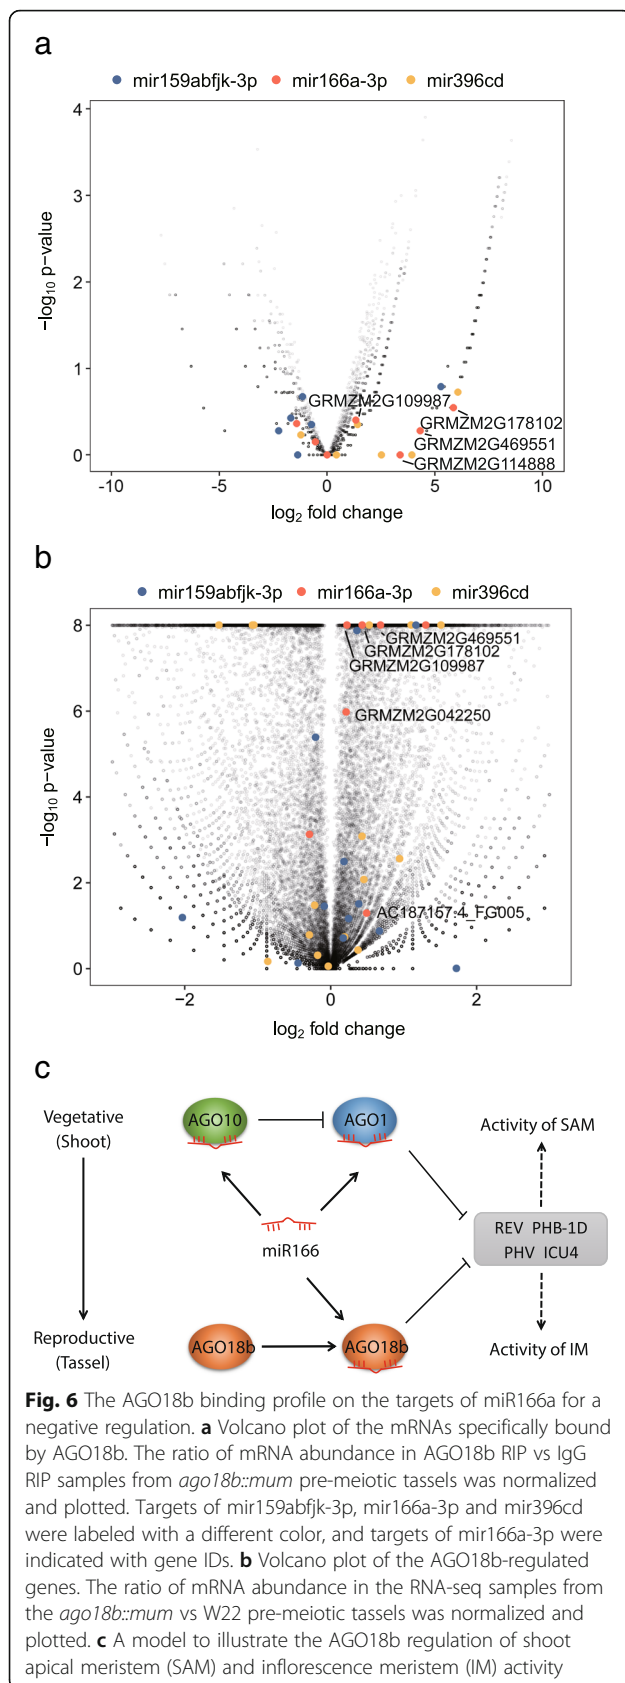 a
mir159abfjk-3p mir166a-3p mir396cd
4
3
2
1
0
−log10 p−value
GRMZM2G109987
GRMZM2G178102
GRMZM2G469551
GRMZM2G114888
-10 -5 0 5 10
log2 fold change
b
mir159abfjk-3p mir166a-3p mir396cd
8
6
4
2
0
−log10 p−value
GRMZM2G469551
GRMZM2G178102
GRMZM2G109987
GRMZM2G042250
AC187157.4_FG005
−2 0 2
log2 fold change
c
Vegetative
(Shoot)
AGO10
AGO1
Activity of SAM
miR166
REV PHB-1D
PHV ICU4
Reproductive
(Tassel)
AGO18b
AGO18b
Activity of IM
Fig. 6 The AGO18b binding profile on the targets of miR166a for a
negative regulation. a Volcano plot of the mRNAs specifically bound
by AGO18b. The ratio of mRNA abundance in AGO18b RIP vs IgG
RIP samples from ago18b::mum pre-meiotic tassels was normalized
and plotted. Targets of mir159abfjk-3p, mir166a-3p and mir396cd
were labeled with a different color, and targets of mir166a-3p were
indicated with gene IDs. b Volcano plot of the AGO18b-regulated
genes. The ratio of mRNA abundance in the RNA-seq samples from
the ago18b::mum vs W22 pre-meiotic tassels was normalized and
plotted. c A model to illustrate the AGO18b regulation of shoot
apical meristem (SAM) and inflorescence meristem (IM) activity